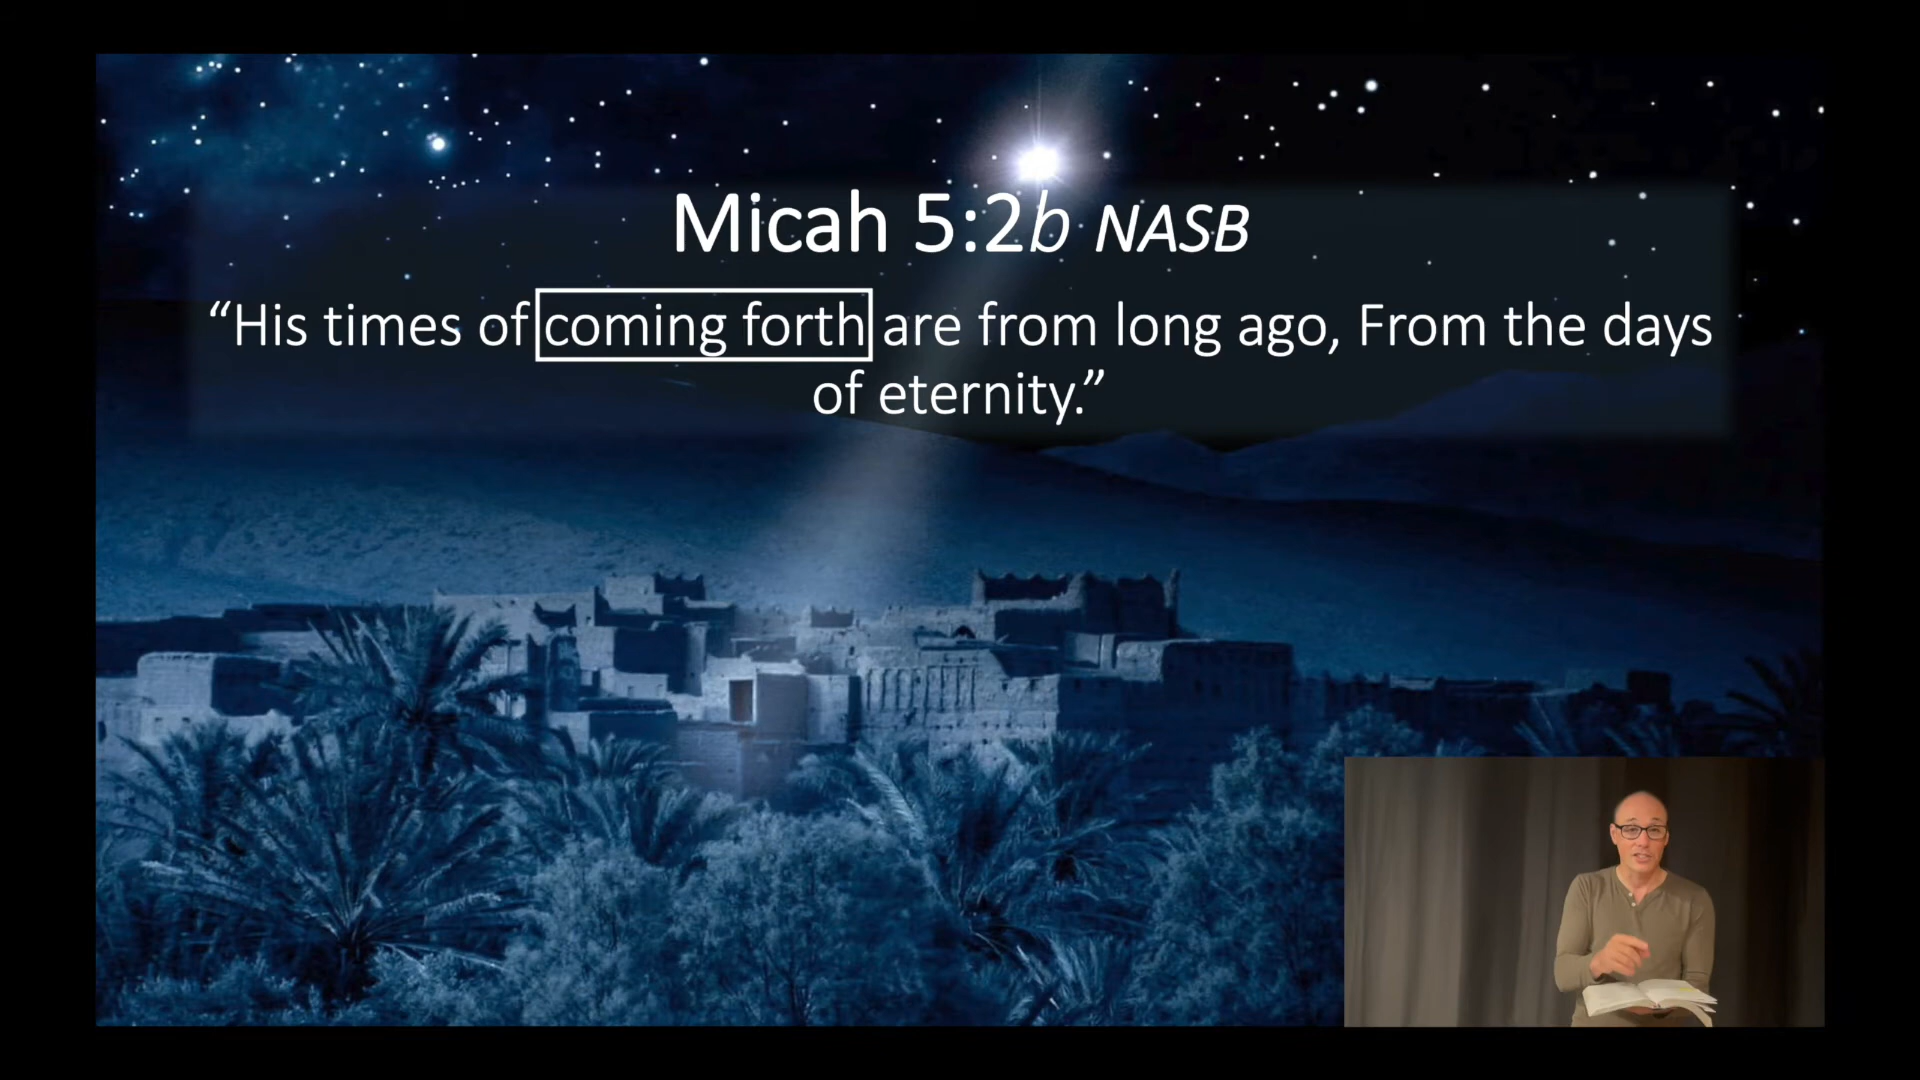 Micah 5:2b NASB
“His times of coming forth are from long ago, From the days
of eternity.”